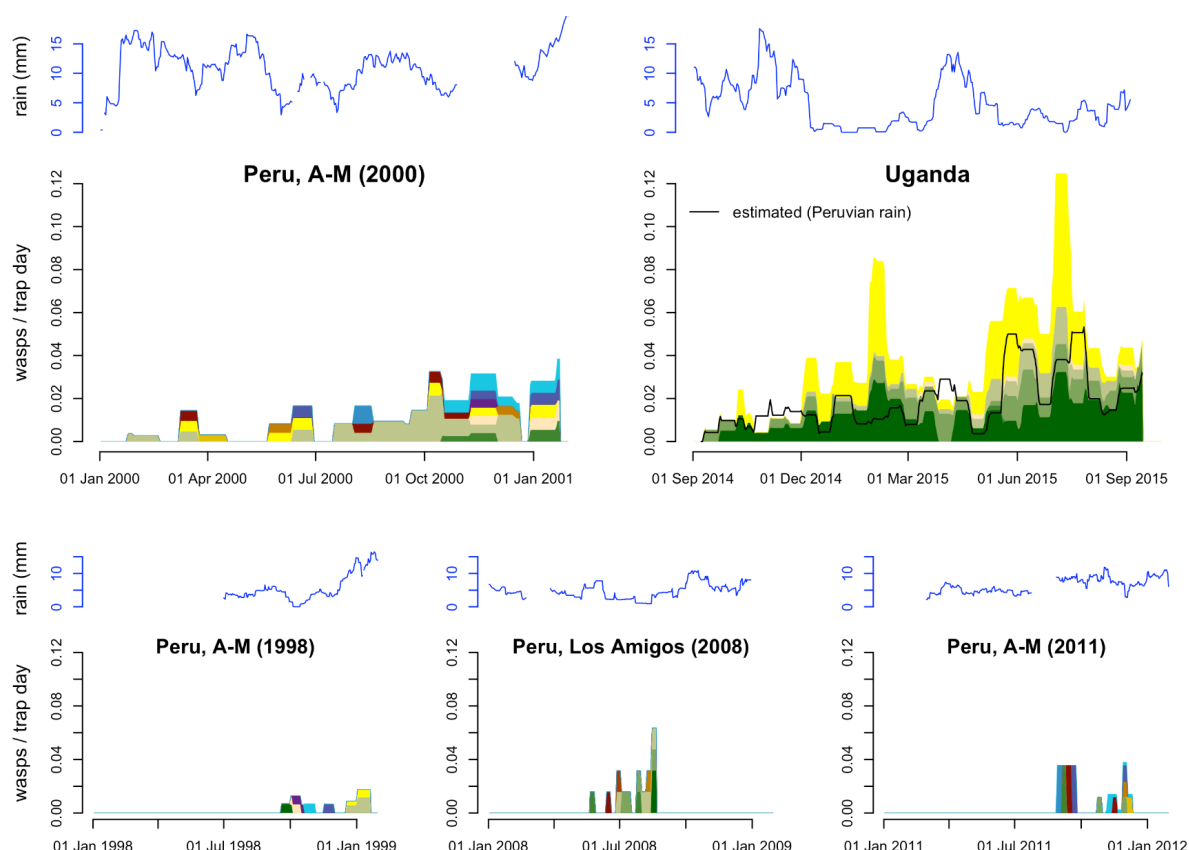 rain (mm)
0 5 10 15
0 5 10 15
Peru, A-M (2000)
Uganda
wasps / trap day
0.00 0.02 0.04 0.06 0.08 0.10 0.12
0.00 0.02 0.04 0.06 0.08 0.10 0.12
estimated (Peruvian rain)
01 Jan 2000 01 Apr 2000 01 Jul 2000 01 Oct 2000 01 Jan 2001
01 Sep 2014 01 Dec 2014 01 Mar 2015 01 Jun 2015 01 Sep 2015
rain (mm
0 10
0 10
0 10
Peru, A-M (1998)
Peru, Los Amigos (2008)
Peru, A-M (2011)
wasps / trap day
0.00 0.04 0.08 0.12
0.00 0.04 0.08 0.12
0.00 0.04 0.08 0.12
01 Jan 1998 01 Jul 1998 01 Jan 1999
01 Jan 2008 01 Jul 2008 01 Jan 2009
01 Jan 2011 01 Jul 2011 01 Jan 2012